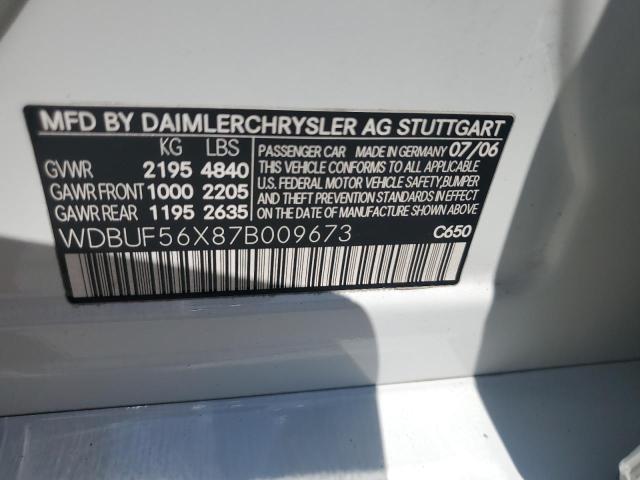 MFD BY DAIMLERCHRYSLER AG STUTTGART
KG LBS
GVWR 2195 4840
GAWR FRONT 1000 2205
GAWR REAR 1195 2635
PASSENGER CAR MADE IN GERMANY 07/06
THIS VEHICLE CONFORMS TO ALL APPLICABLE
U.S. FEDERAL MOTOR VEHICLE SAFETY, BUMPER
AND THEFT PREVENTION STANDARDS IN EFFECT
ON THE DATE OF MANUFACTURE SHOWN ABOVE.
WDBUF56X87B009673 C650